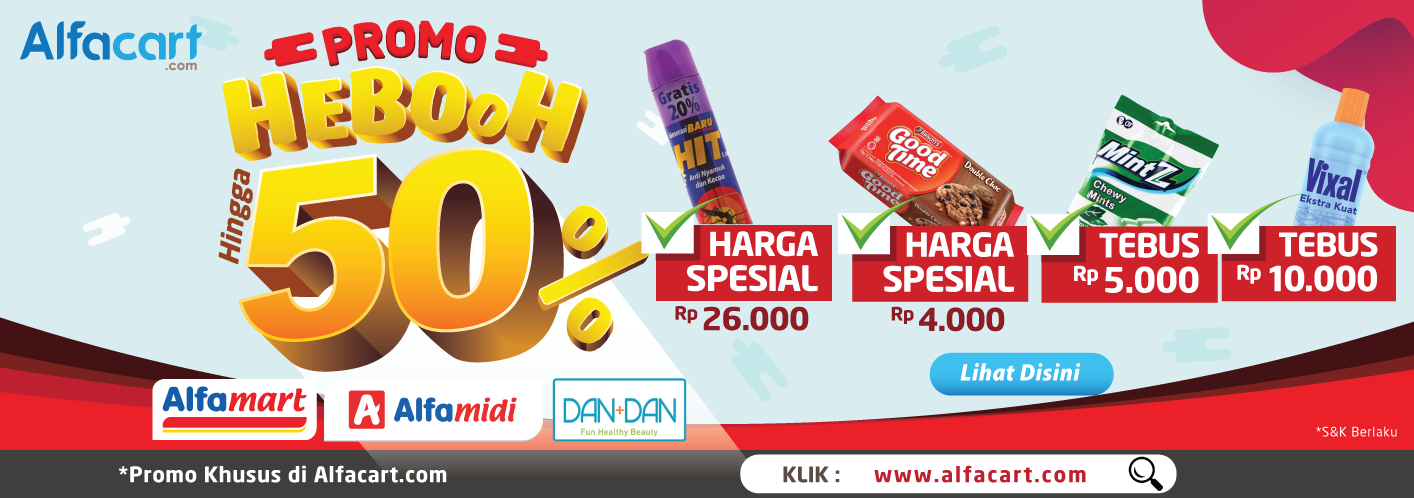 Alfacart
.com
PROMO
HEBOOH
Hingga
50%
Gratis
20%
Generasi BARU
HIT
Anti Nyamuk
dan Kecoa
Good
Time
Double Choc
Good
Time
Mint'Z
Chewy
Mints
Vixal
Ekstra Kuat
HARGA
SPESIAL
Rp 26.000
HARGA
SPESIAL
Rp 4.000
TEBUS
Rp 5.000
TEBUS
Rp 10.000
Lihat Disini
Alfamart
Alfamidi
DAN+DAN
Fun Healthy Beauty
*S&K Berlaku
*Promo Khusus di Alfacart.com
KLIK :
www.alfacart.com